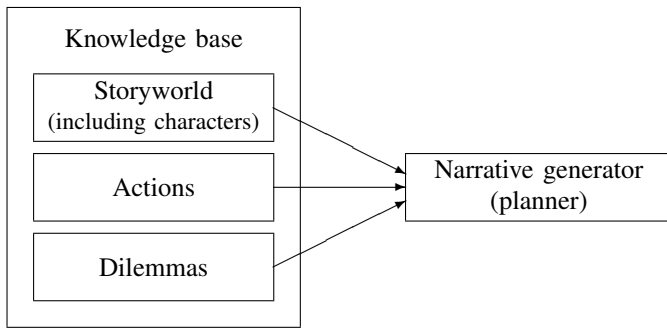 Knowledge base
Storyworld
(including characters)
Actions
Dilemmas
Narrative generator
(planner)